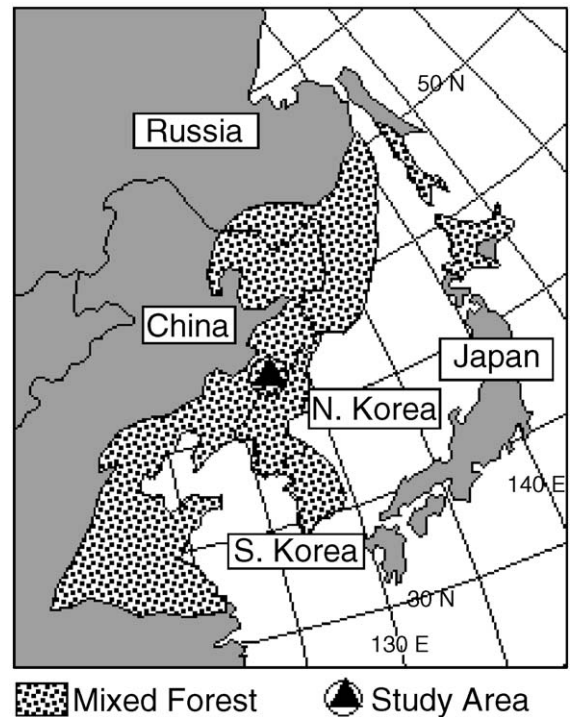 50 N
Russia
China
Japan
N. Korea
140 E
S. Korea
30 N
130 E
Mixed Forest
Study Area